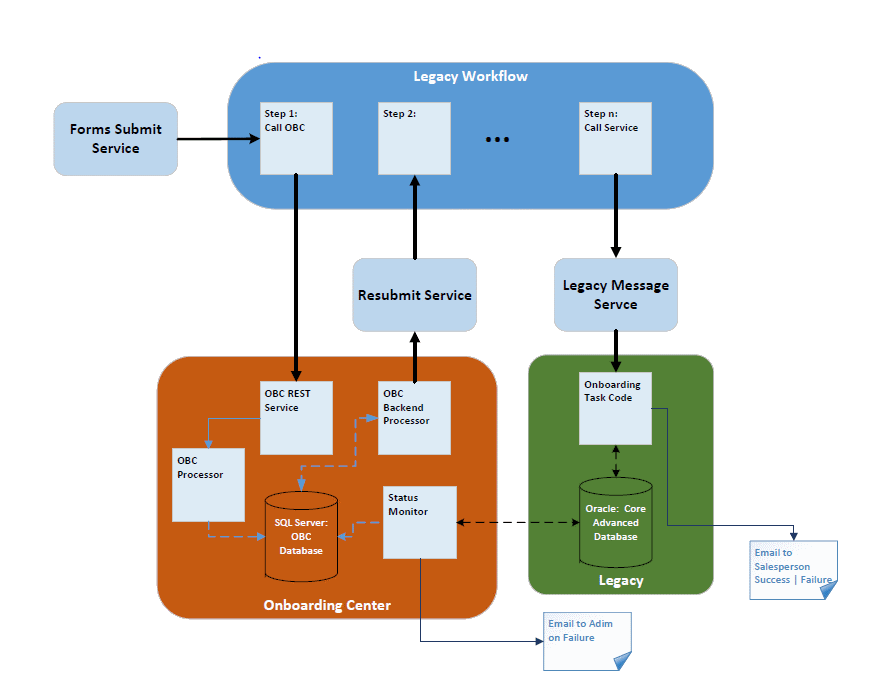 Legacy Workflow
Forms Submit
Service
Step 1:
Call OBC
Step 2:
...
Step n:
Call Service
Resubmit Service
Legacy Message
Servce
OBC REST
Service
OBC
Backend
Processor
OBC
Processor
SQL Server:
OBC
Database
Status
Monitor
Onboarding Center
Onboarding
Task Code
Oracle: Core
Advanced
Database
Legacy
Email to
Salesperson
Success | Failure
Email to Adim
on Failure